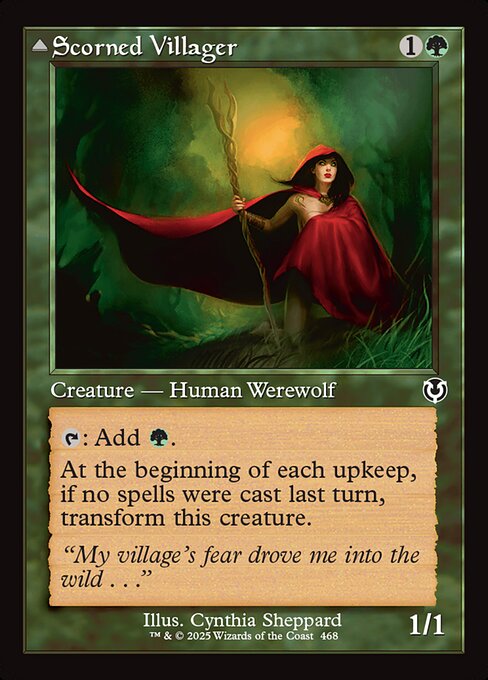 Scorned Villager 1
Creature — Human Werewolf
: Add .
At the beginning of each upkeep,
if no spells were cast last turn,
transform this creature.
“My village’s fear drove me into the
wild . . .”
Illus. Cynthia Sheppard
™ & © 2025 Wizards of the Coast 468
1/1